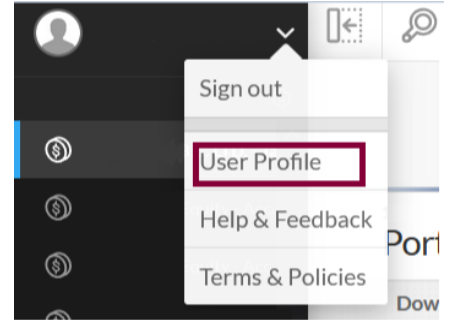 Sign out
User Profile
Help & Feedback
Port
Terms & Policies
Dow